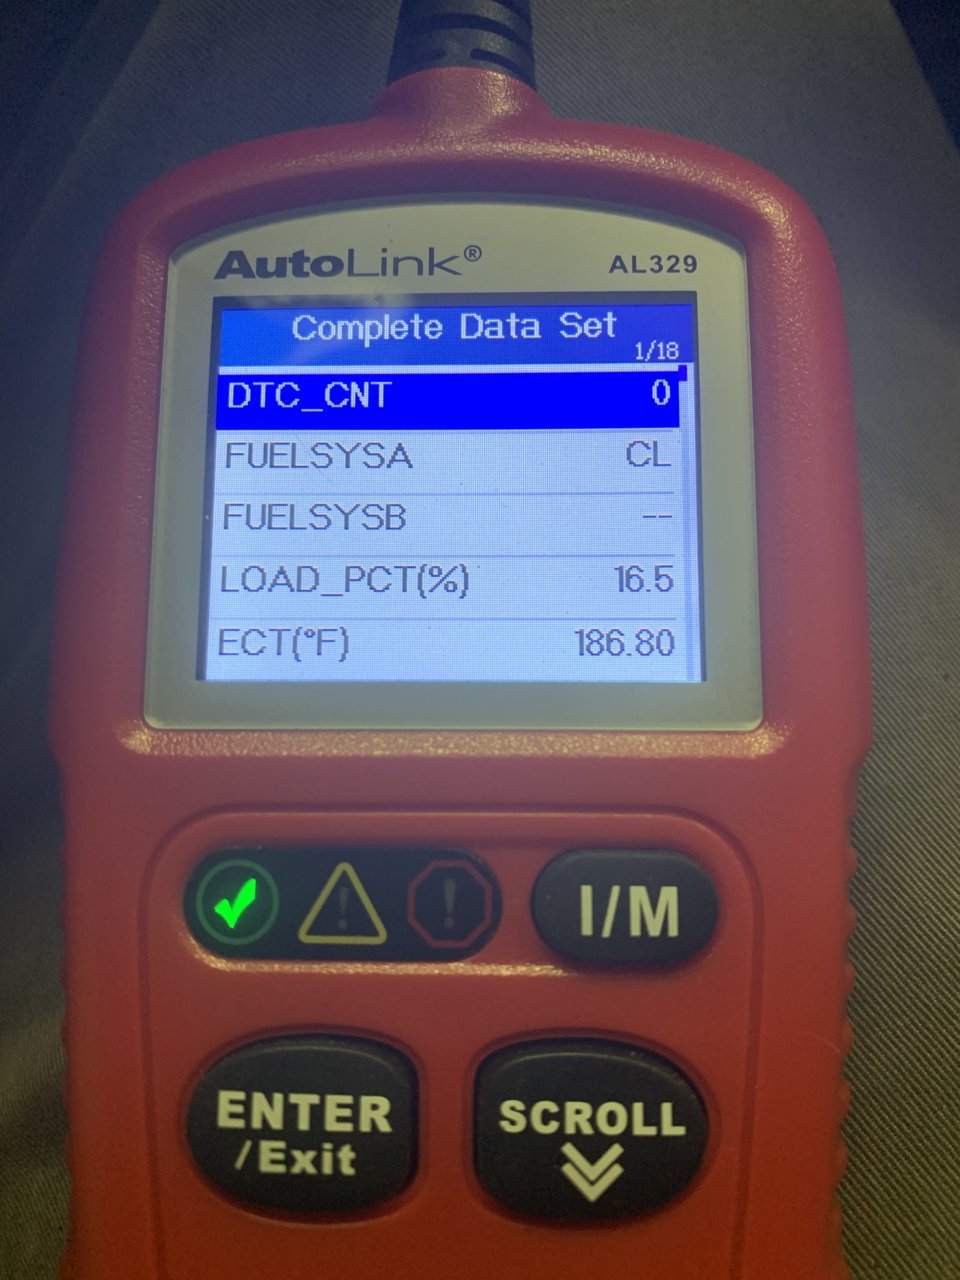 AutoLink® AL329
Complete Data Set
1/18
DTC_CNT 0
FUELSYSA CL
FUELSYSB --
LOAD_PCT(%) 16.5
ECT(°F) 186.80
! !
I/M
ENTER
/Exit
SCROLL